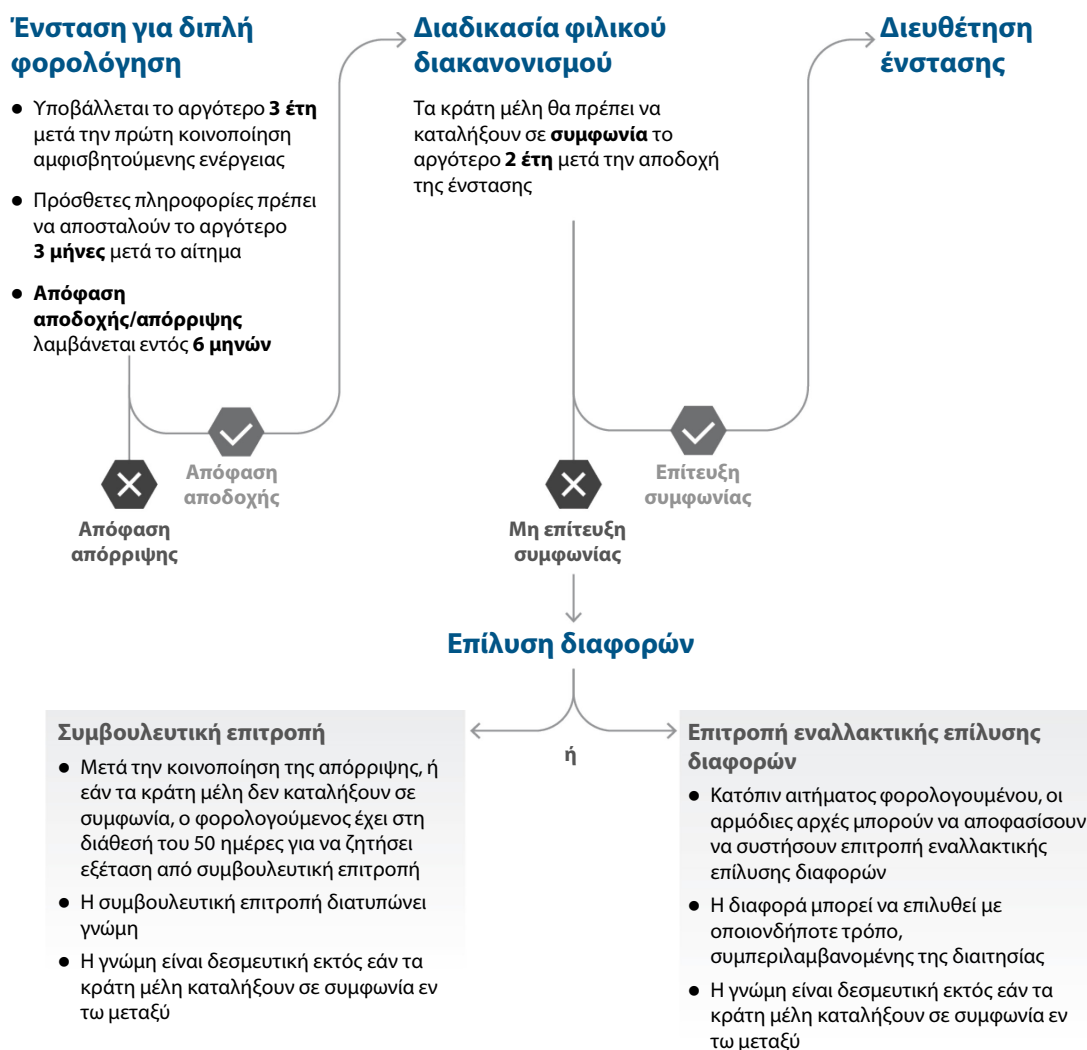 Ένσταση για διπλή
φορολόγηση
● Υποβάλλεται το αργότερο 3 έτη
μετά την πρώτη κοινοποίηση
αμφισβητούμενης ενέργειας
● Πρόσθετες πληροφορίες πρέπει
να αποσταλούν το αργότερο
3 μήνες μετά το αίτημα
● Απόφαση
αποδοχής/απόρριψης
λαμβάνεται εντός 6 μηνών
Διαδικασία φιλικού
διακανονισμού
Τα κράτη μέλη θα πρέπει να
καταλήξουν σε συμφωνία το
αργότερο 2 έτη μετά την αποδοχή
της ένστασης
Διευθέτηση
ένστασης
Απόφαση
αποδοχής
Απόφαση
απόρριψης
Επίτευξη
συμφωνίας
Μη επίτευξη
συμφωνίας
Επίλυση διαφορών
Συμβουλευτική επιτροπή
● Μετά την κοινοποίηση της απόρριψης, ή
εάν τα κράτη μέλη δεν καταλήξουν σε
συμφωνία, ο φορολογούμενος έχει στη
διάθεσή του 50 ημέρες για να ζητήσει
εξέταση από συμβουλευτική επιτροπή
● Η συμβουλευτική επιτροπή διατυπώνει
γνώμη
● Η γνώμη είναι δεσμευτική εκτός εάν τα
κράτη μέλη καταλήξουν σε συμφωνία εν
τω μεταξύ
ή
Επιτροπή εναλλακτικής επίλυσης
διαφορών
● Κατόπιν αιτήματος φορολογουμένου, οι
αρμόδιες αρχές μπορούν να αποφασίσουν
να συστήσουν επιτροπή εναλλακτικής
επίλυσης διαφορών
● Η διαφορά μπορεί να επιλυθεί με
οποιονδήποτε τρόπο,
συμπεριλαμβανομένης της διαιτησίας
● Η γνώμη είναι δεσμευτική εκτός εάν τα
κράτη μέλη καταλήξουν σε συμφωνία εν
τω μεταξύ